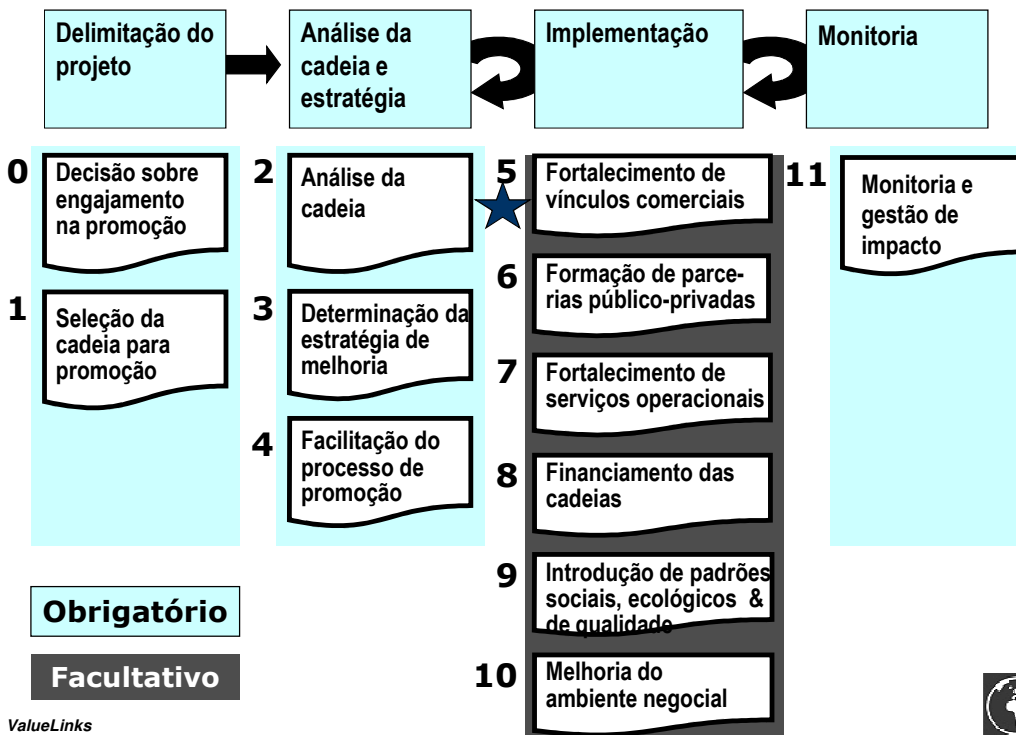 Delimitação do
projeto
Análise da
cadeia e
estratégia
Implementação
Monitoria
0
Decisão sobre
engajamento
na promoção
1
Seleção da
cadeia para
promoção
2
Análise da
cadeia
3
Determinação da
estratégia de
melhoria
4
Facilitação do
processo de
promoção
5
Fortalecimento de
vínculos comerciais
6
Formação de parce-
rias público-privadas
7
Fortalecimento de
serviços operacionais
8
Financiamento das
cadeias
9
Introdução de padrões
sociais, ecológicos &
de qualidade
10
Melhoria do
ambiente negocial
11
Monitoria e
gestão de
impacto
Obrigatório
Facultativo
ValueLinks